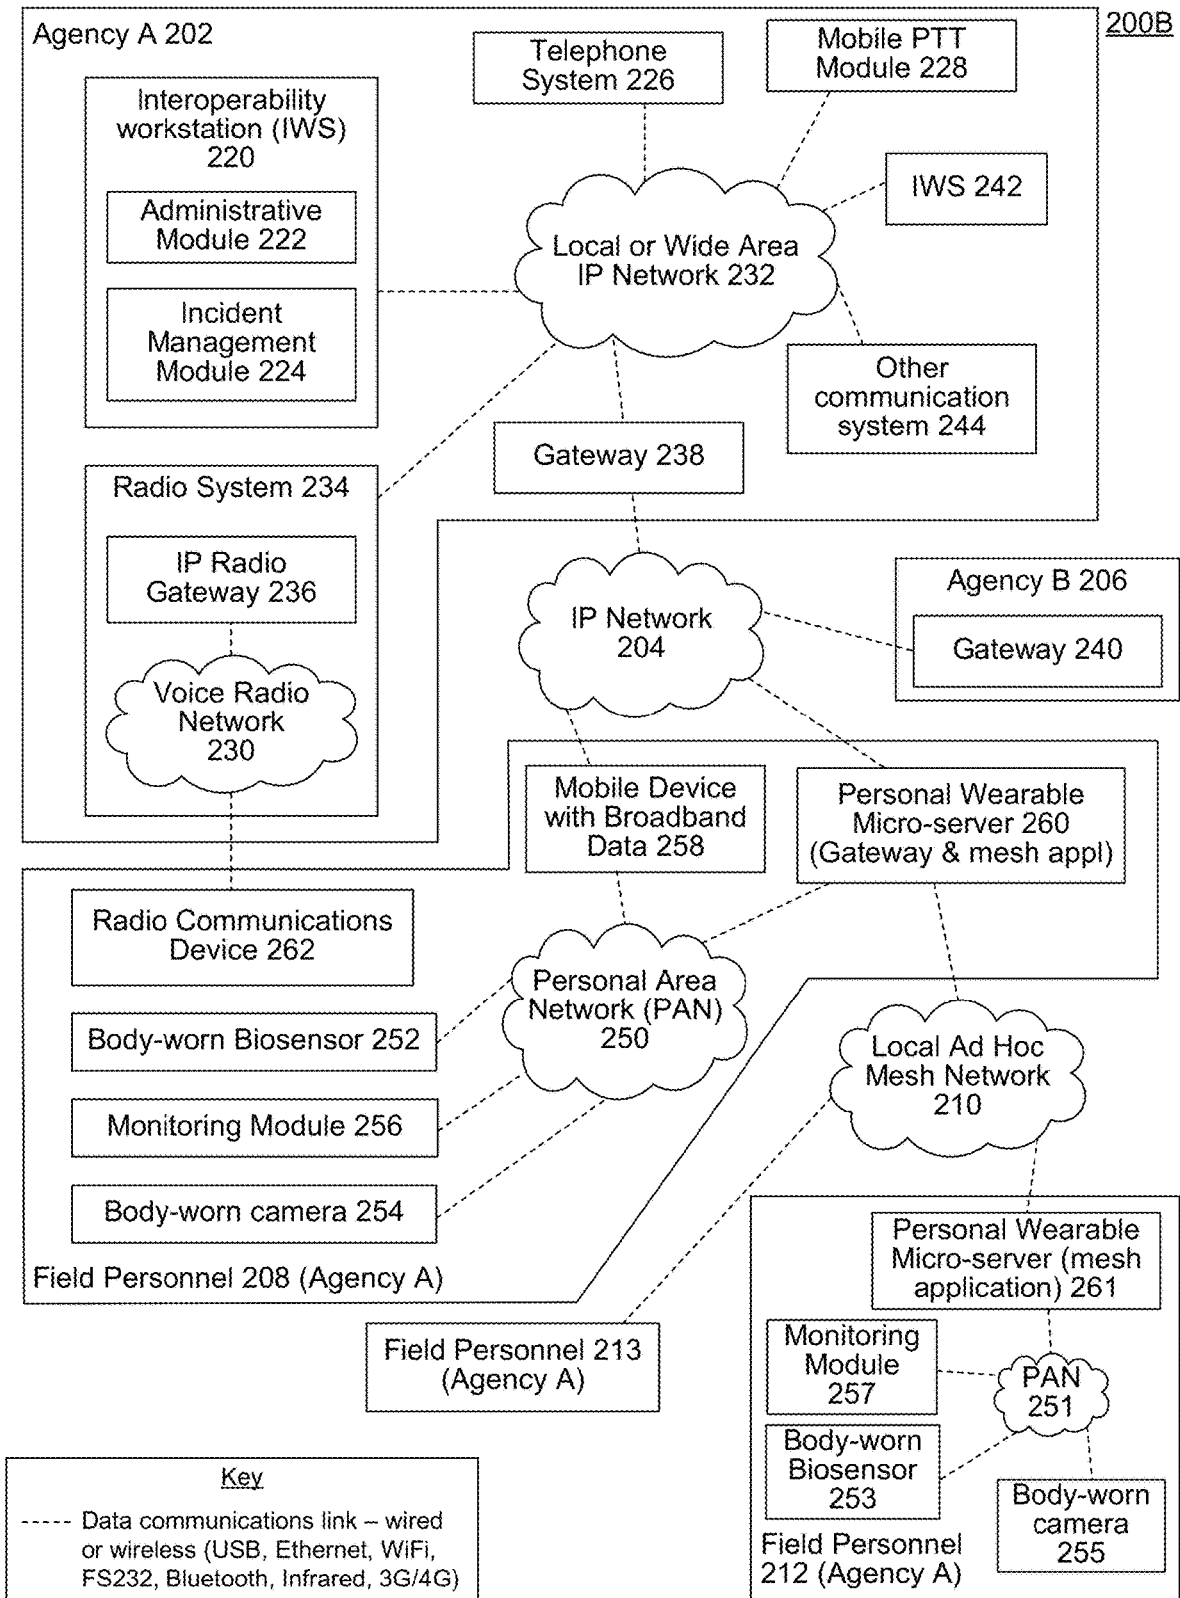 200B
Agency A 202
Telephone
System 226
Mobile PTT
Module 228
Interoperability
workstation (IWS)
220
Administrative
Module 222
Incident
Management
Module 224
IWS 242
Local or Wide Area
IP Network 232
Other
communication
system 244
Gateway 238
Radio System 234
IP Radio
Gateway 236
Voice Radio
Network
230
IP Network
204
Agency B 206
Gateway 240
Mobile Device
with Broadband
Data 258
Personal Wearable
Micro-server 260
(Gateway & mesh appl)
Radio Communications
Device 262
Personal Area
Network (PAN)
250
Body-worn Biosensor 252
Monitoring Module 256
Body-worn camera 254
Field Personnel 208 (Agency A)
Local Ad Hoc
Mesh Network
210
Field Personnel 213
(Agency A)
Personal Wearable
Micro-server (mesh
application) 261
Monitoring
Module
257
PAN
251
Body-worn
Biosensor
253
Body-worn
camera
255
Field Personnel
212 (Agency A)
Key
----- Data communications link – wired
or wireless (USB, Ethernet, WiFi,
FS232, Bluetooth, Infrared, 3G/4G)